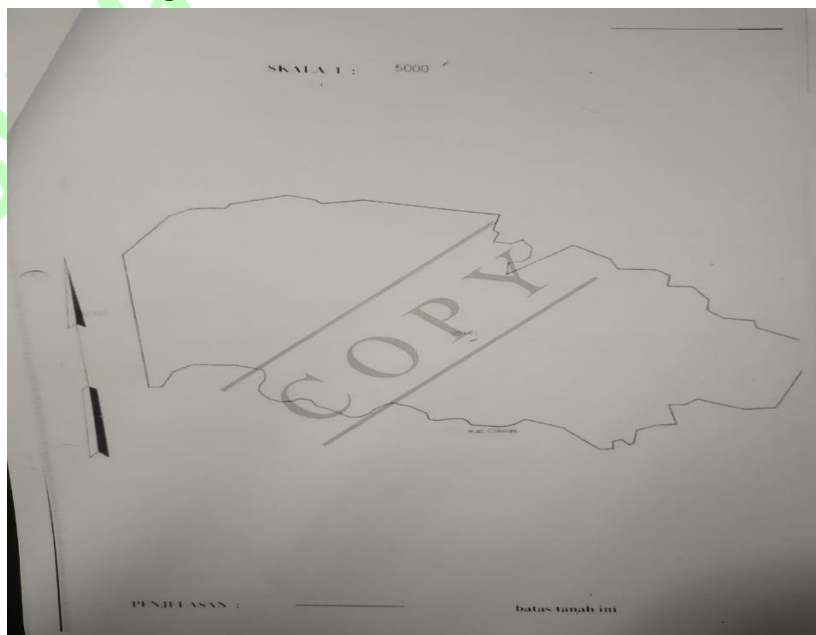 SKALA 1 : 5000
COPY
PENJELASAN :
batas tanah ini